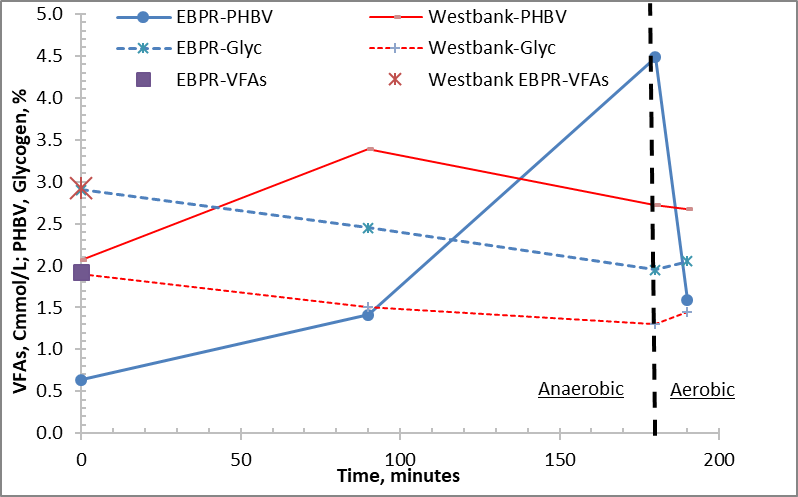 5.0
4.5
4.0
3.5
3.0
2.5
2.0
1.5
1.0
0.5
0.0
VFAs, Cmmol/L; PHBV, Glycogen, %
EBPR-PHBV
Westbank-PHBV
EBPR-Glyc
Westbank-Glyc
EBPR-VFAs
Westbank EBPR-VFAs
Anaerobic
Aerobic
0
50
100
150
200
Time, minutes